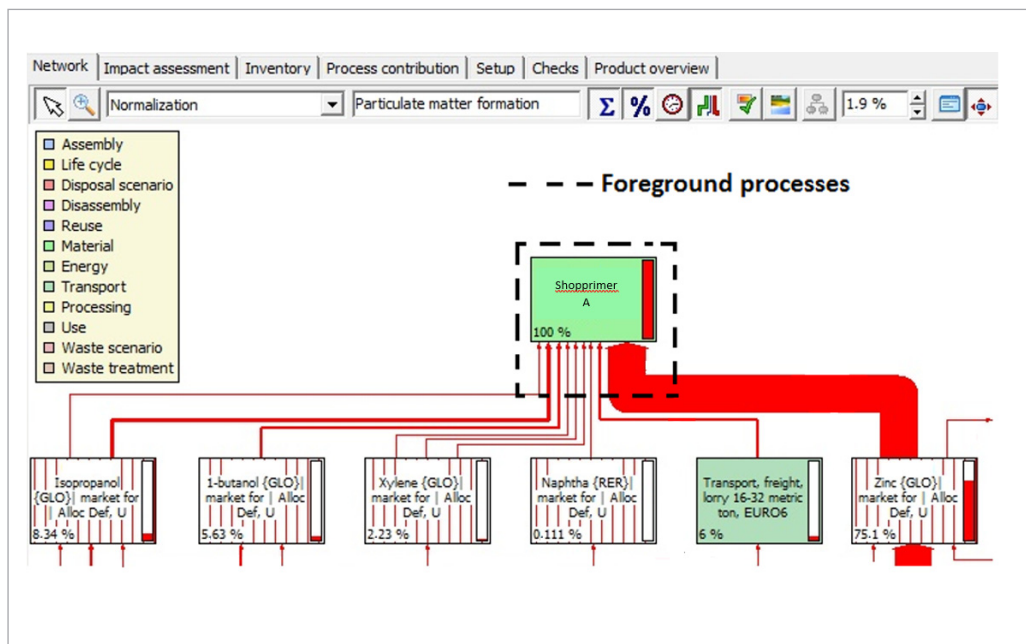 Network Impact assessment Inventory Process contribution Setup Checks Product overview
Normalization Particulate matter formation Σ % 1.9 %
Assembly
Life cycle
Disposal scenario
Disassembly
Reuse
Material
Energy
Transport
Processing
Use
Waste scenario
Waste treatment
Foreground processes
Shopprimer
A
100 %
Isopropanol
{GLO}|
market for
| Alloc
Def, U
8.34 %
1-butanol {GLO}|
market for
| Alloc
Def, U
5.63 %
Xylene {GLO}|
market for
| Alloc
Def, U
2.23 %
Naphtha {RER}|
market for
| Alloc
Def, U
0.111 %
Transport, freight,
lorry 16-32 metric
ton, EURO6
6 %
Zinc {GLO}|
market for
| Alloc
Def, U
75.1 %